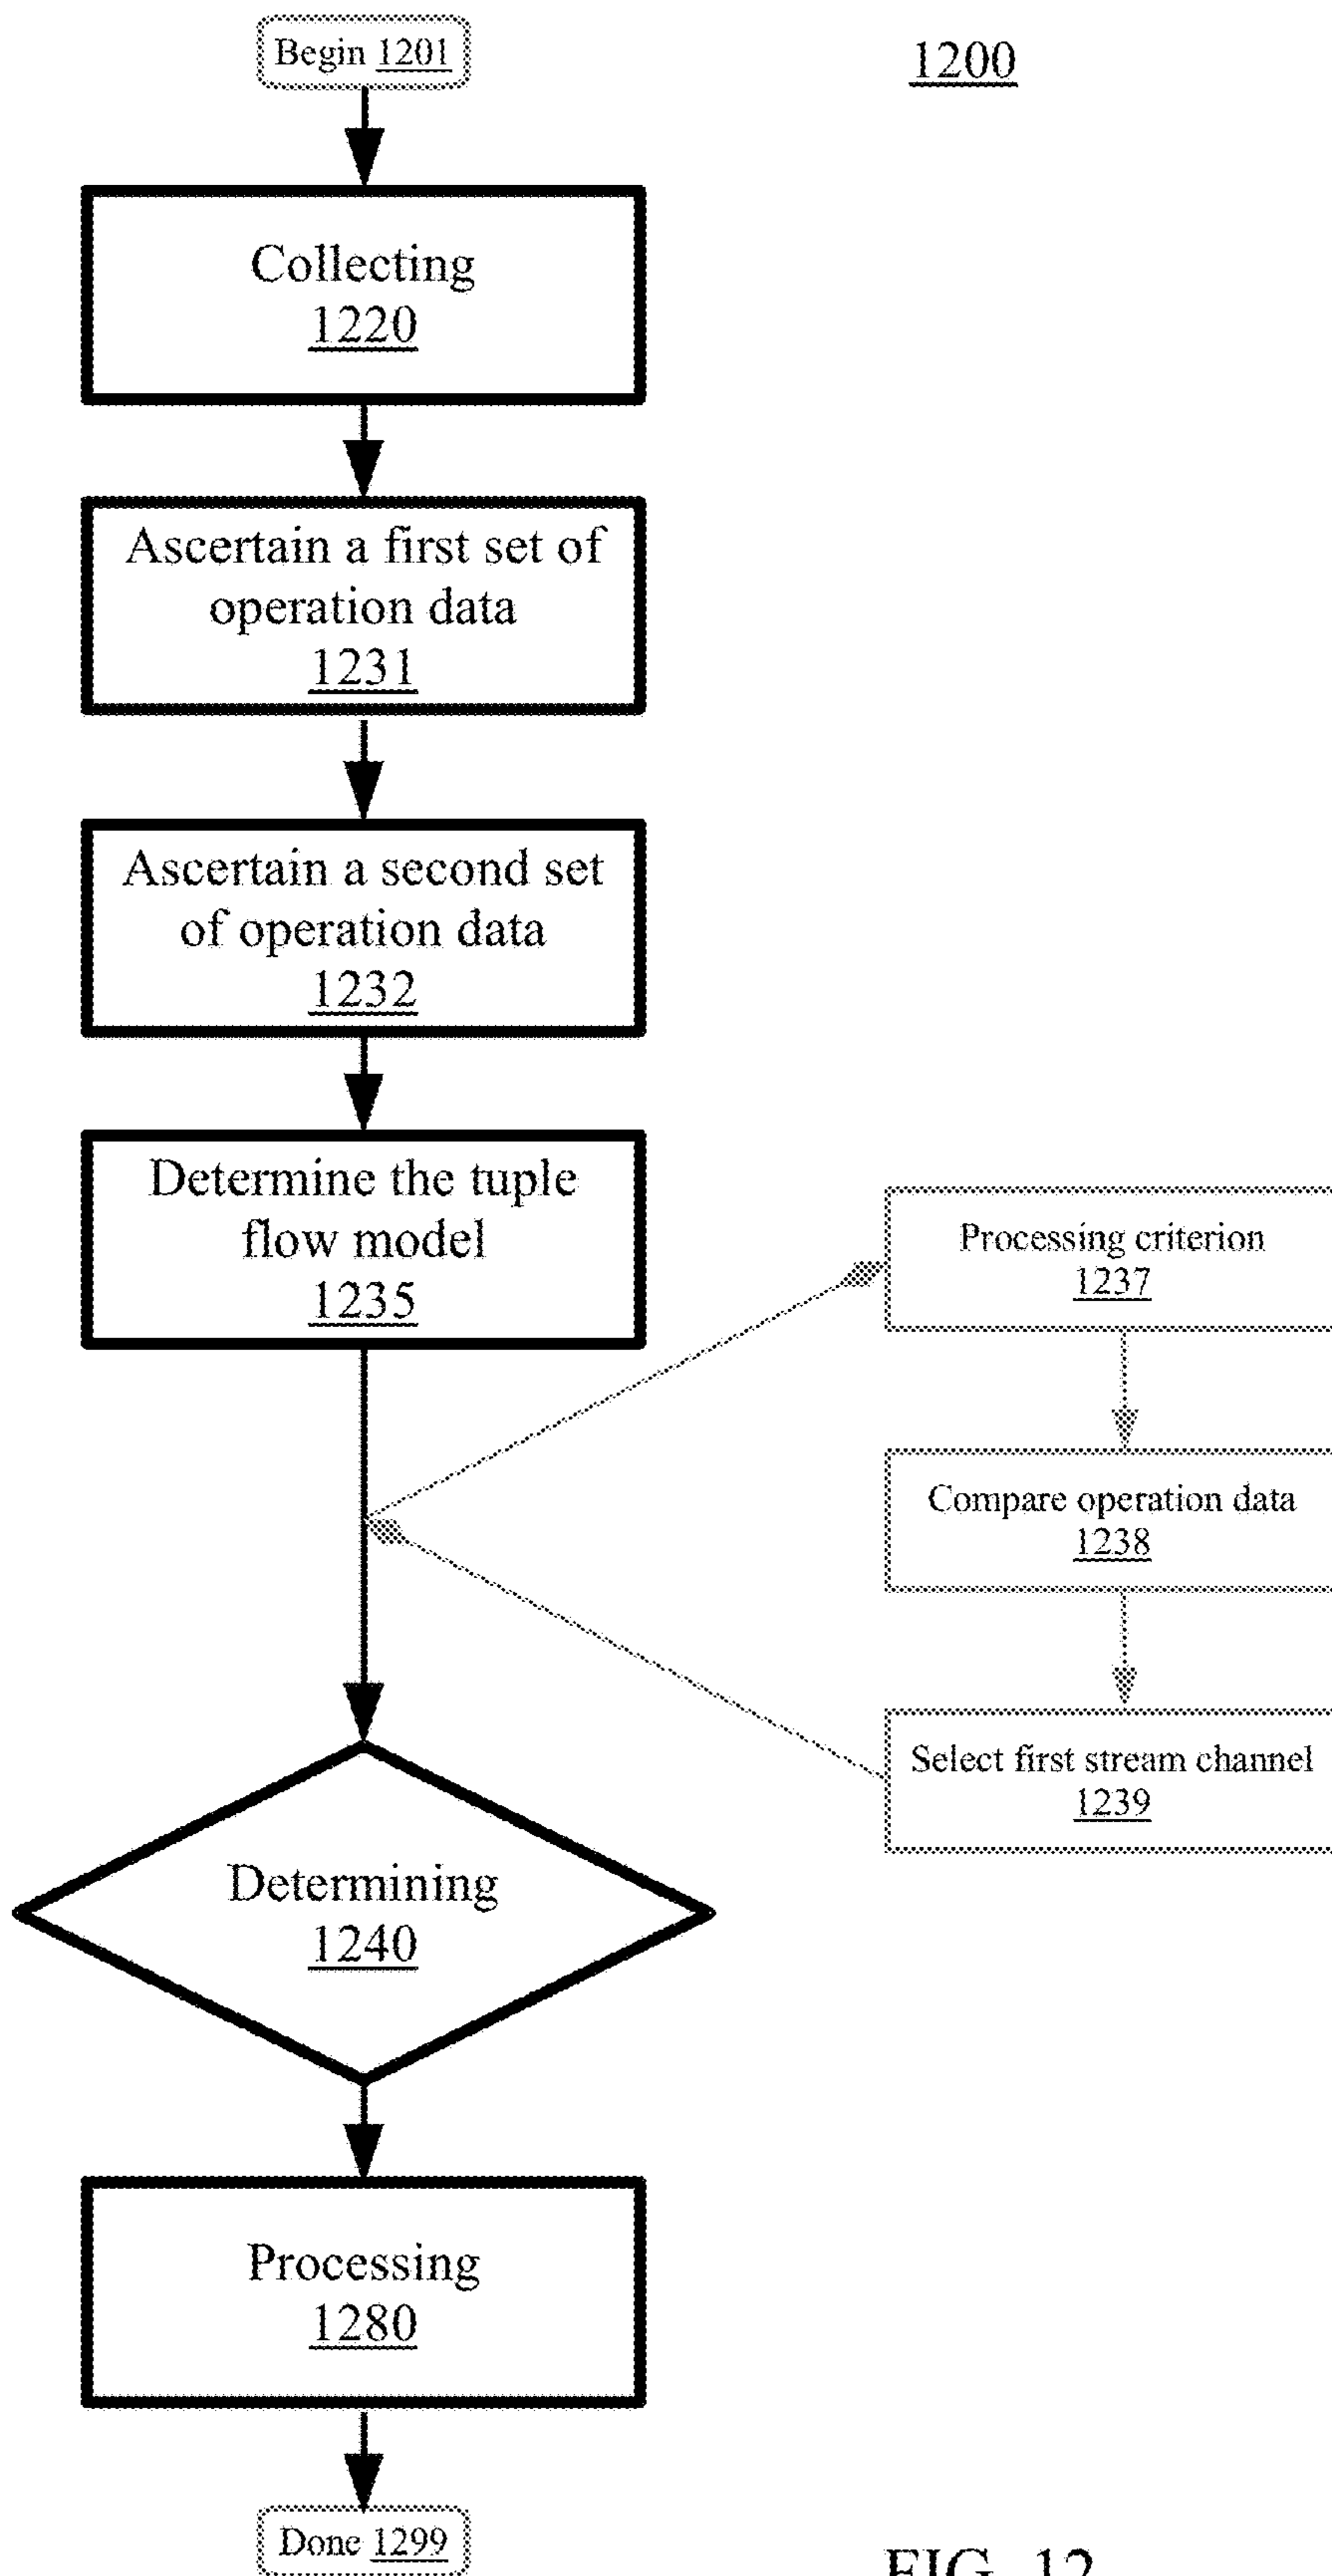 Begin 1201
1200
Collecting
1220
Ascertain a first set of
operation data
1231
Ascertain a second set
of operation data
1232
Determine the tuple
flow model
1235
Processing criterion
1237
Compare operation data
1238
Select first stream channel
1239
Determining
1240
Processing
1280
Done 1299
FIG. 12